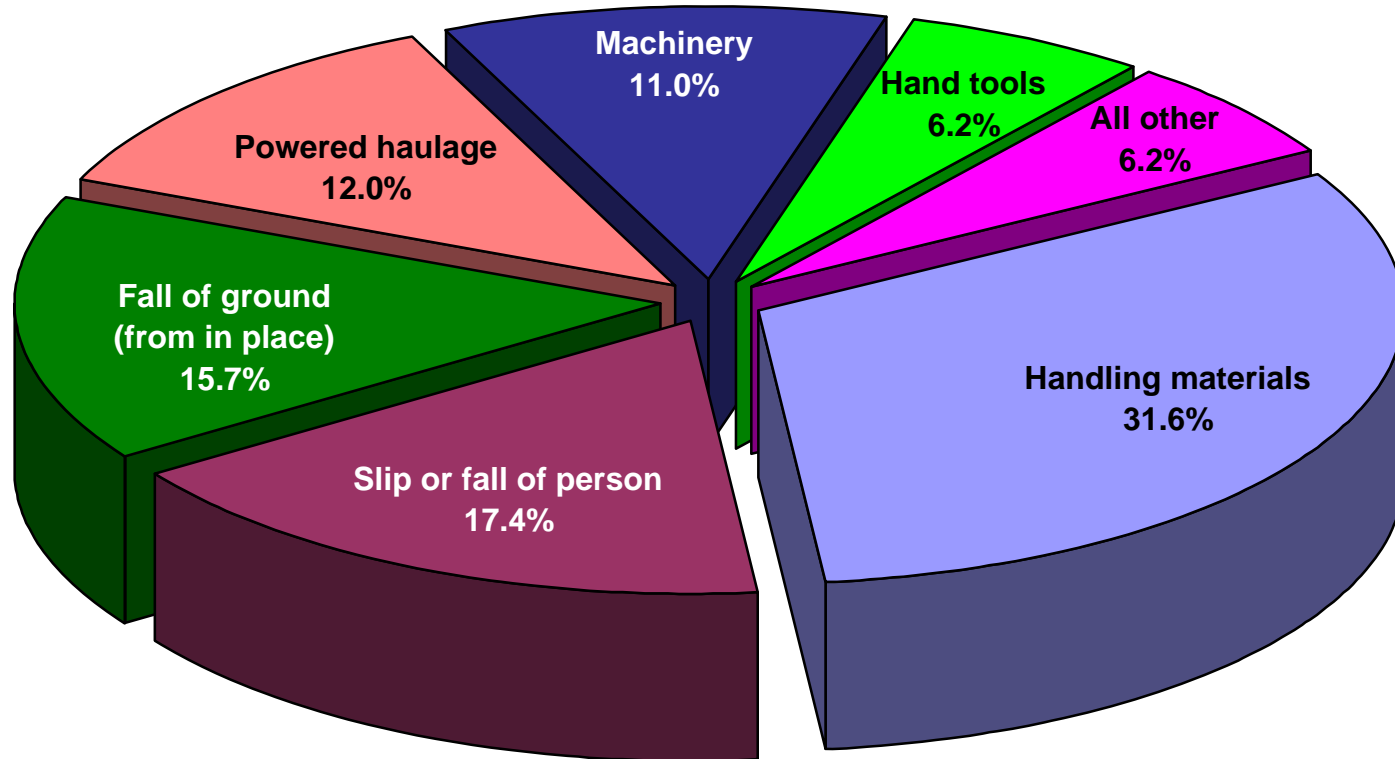 Machinery
11.0%
Hand tools
6.2%
All other
6.2%
Powered haulage
12.0%
Fall of ground
(from in place)
15.7%
Handling materials
31.6%
Slip or fall of person
17.4%